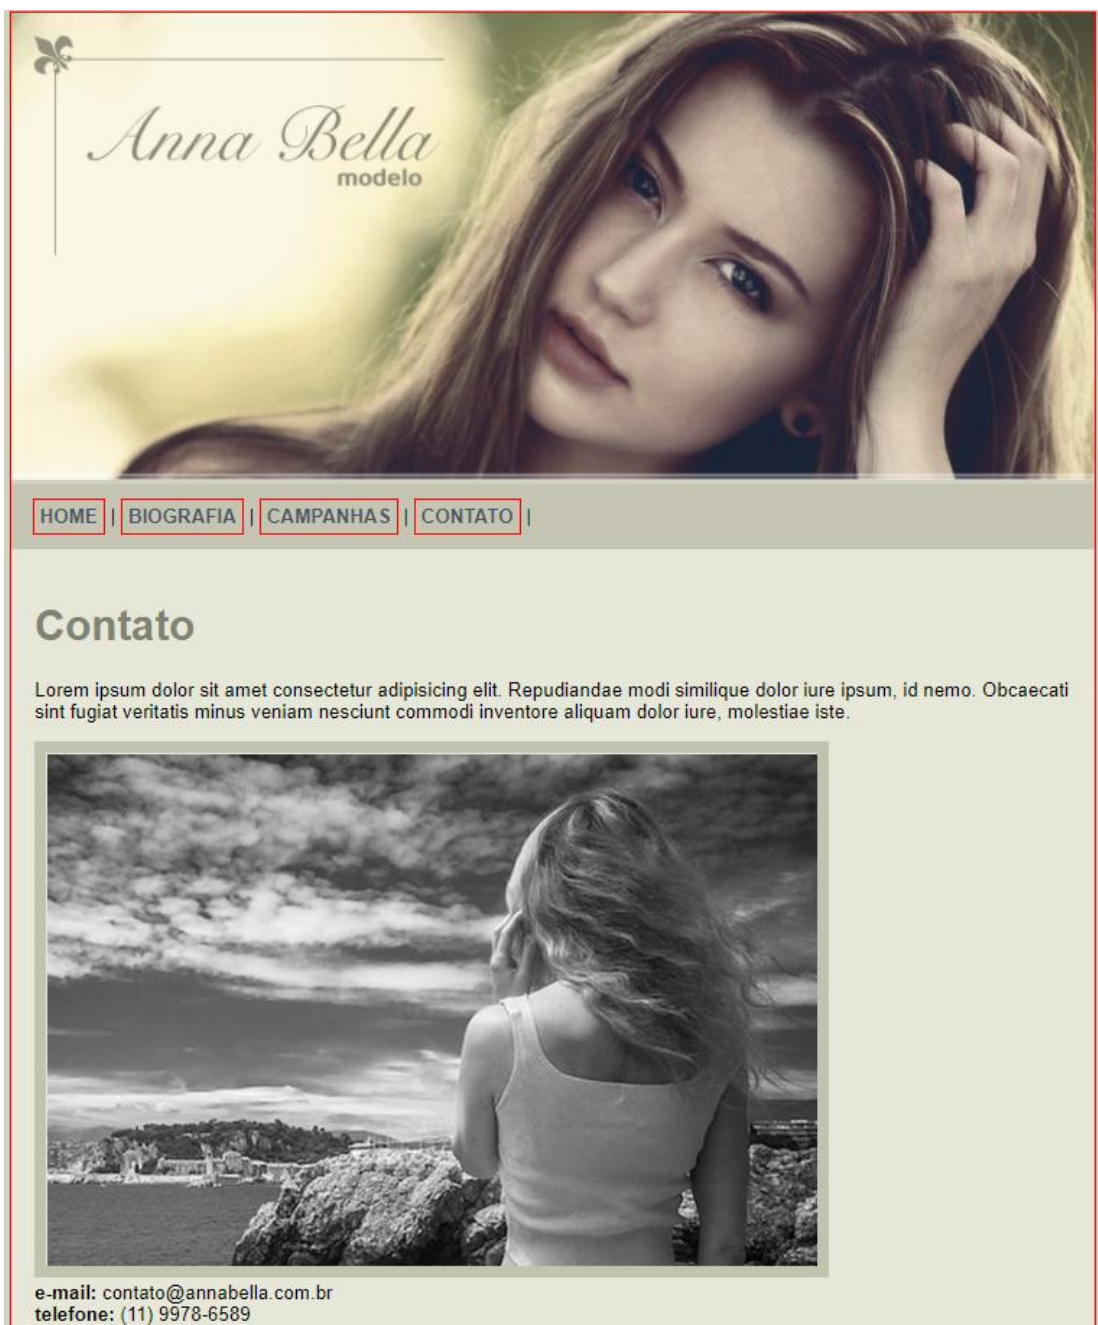 Anna Bella
modelo
HOME | BIOGRAFIA | CAMPANHAS | CONTATO |
Contato
Lorem ipsum dolor sit amet consectetur adipisicing elit. Repudiandae modi similique dolor iure ipsum, id nemo. Obcaecati
sint fugiat veritatis minus veniam nesciunt commodi inventore aliquam dolor iure, molestiae iste.
e-mail: contato@annabella.com.br
telefone: (11) 9978-6589